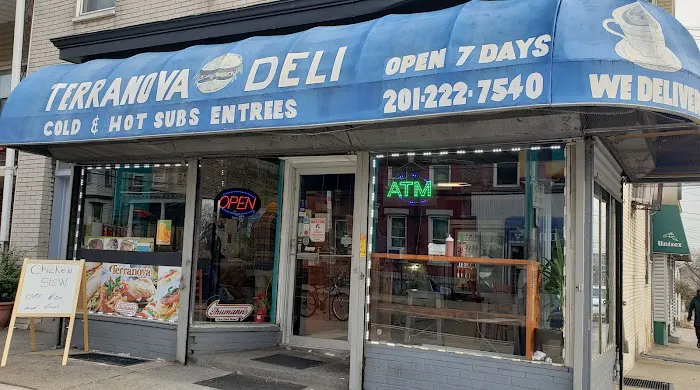 TERRANOVA DELI
COLD & HOT SUBS ENTREES
OPEN 7 DAYS
201-222-7540
WE DELIVER
OPEN
ATM
Unisex
Chicken
STEW
Terranova
Thumann's